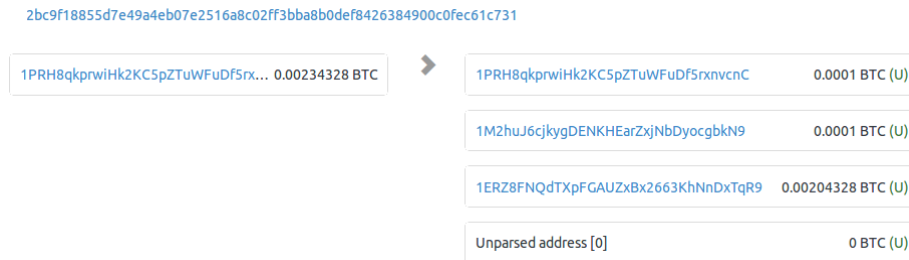 2bc9f18855d7e49a4eb07e2516a8c02ff3bba8b0def8426384900c0fec61c731
1PRH8qkprwiHk2KC5pZTuWFuDf5rx... 0.00234328 BTC
1PRH8qkprwiHk2KC5pZTuWFuDf5rxnvcnC 0.0001 BTC (U)
1M2huJ6cjkygDENKHEarZxjNbDyocgbkN9 0.0001 BTC (U)
1ERZ8FNQdTXpFGAUZxBx2663KhNnDxTqR9 0.00204328 BTC (U)
Unparsed address [0] 0 BTC (U)